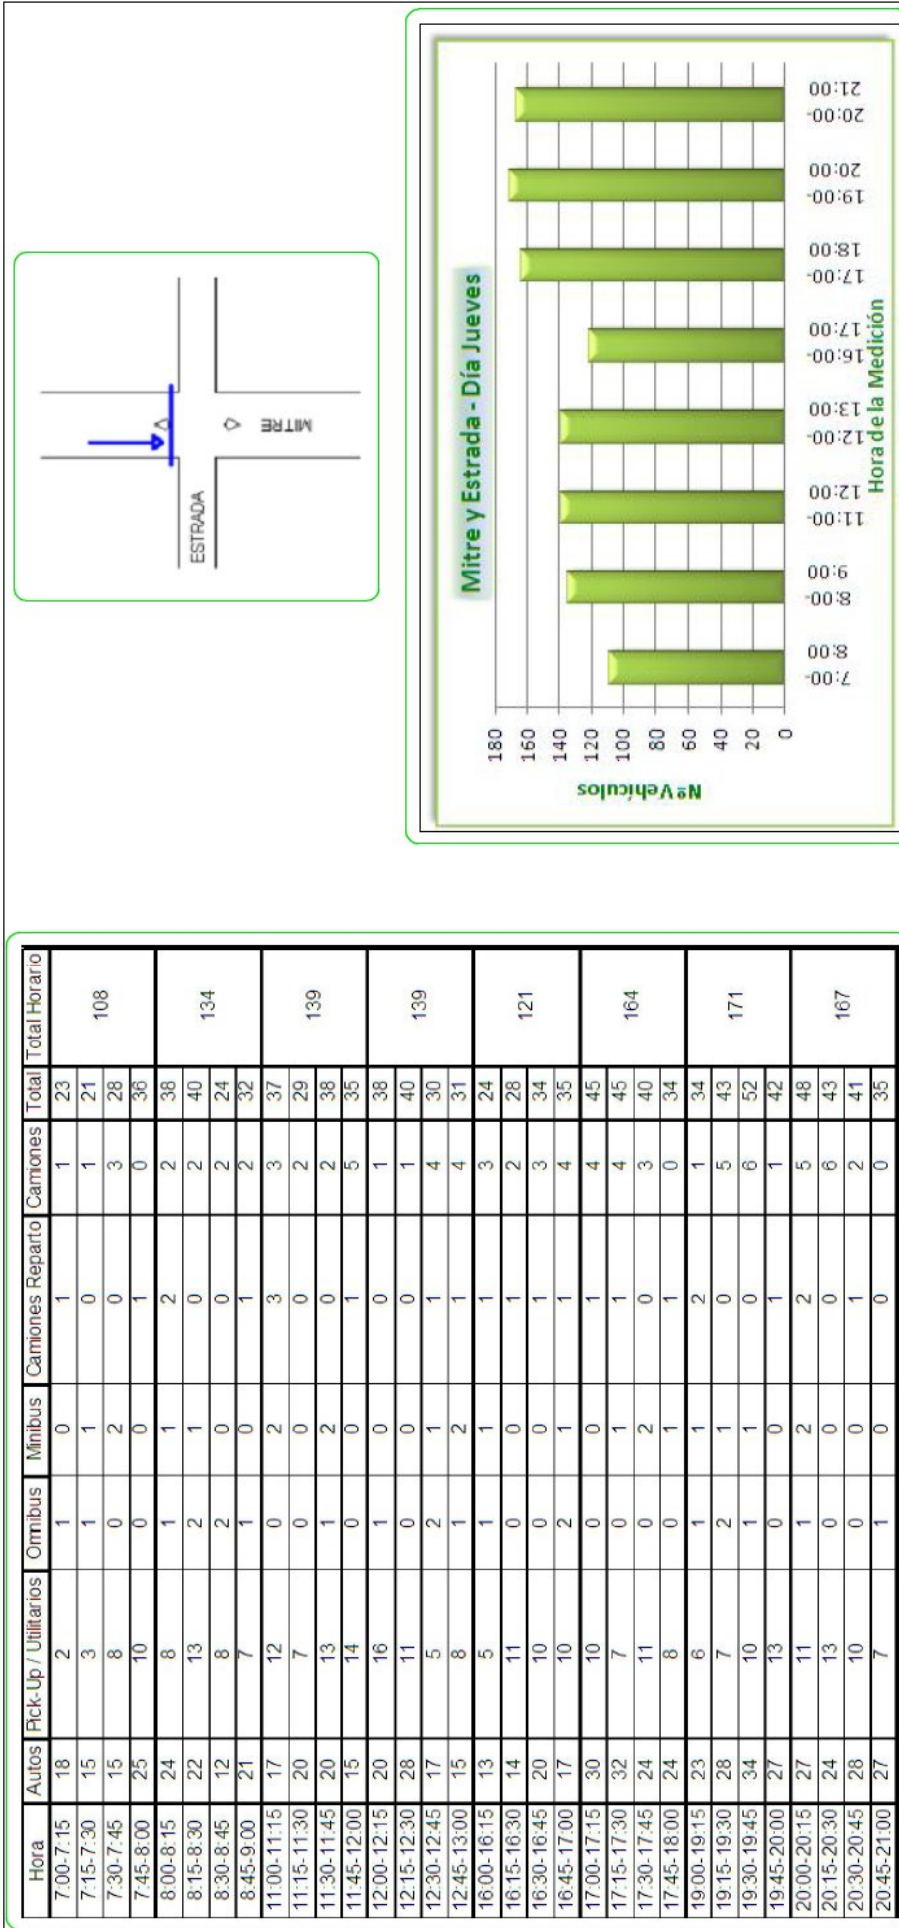 Hora Autos Pick-Up / Utilitarios Omnibus Minibus Camiones Reparto Camiones Total Total Horario
7:00-7:15 18 2 1 0 1 1 23 108
7:15-7:30 15 3 1 1 0 1 21
7:30-7:45 15 8 0 2 0 3 28
7:45-8:00 25 10 0 0 1 0 36
8:00-8:15 24 8 1 1 2 2 38 134
8:15-8:30 22 13 2 1 0 2 40
8:30-8:45 12 8 2 0 0 2 24
8:45-9:00 21 7 1 0 1 2 32
11:00-11:15 17 12 0 2 3 3 37 139
11:15-11:30 20 7 0 0 0 2 29
11:30-11:45 20 13 1 2 0 2 38
11:45-12:00 15 14 0 0 1 5 35
12:00-12:15 20 16 1 0 0 1 38 139
12:15-12:30 28 11 0 0 0 1 40
12:30-12:45 17 5 2 1 1 4 30
12:45-13:00 15 8 1 2 1 4 31
16:00-16:15 13 5 1 1 1 3 24 121
16:15-16:30 14 11 0 0 1 2 28
16:30-16:45 20 10 0 0 1 3 34
16:45-17:00 17 10 2 1 1 4 35
17:00-17:15 30 10 0 0 1 4 45 164
17:15-17:30 32 7 0 1 1 4 45
17:30-17:45 24 11 0 2 0 3 40
17:45-18:00 24 8 0 1 1 0 34
19:00-19:15 23 6 1 1 2 1 34 171
19:15-19:30 28 7 2 1 0 5 43
19:30-19:45 34 10 1 1 0 6 52
19:45-20:00 27 13 0 0 1 1 42
20:00-20:15 27 11 1 2 2 5 48 167
20:15-20:30 24 13 0 0 0 6 43
20:30-20:45 28 10 0 0 1 2 41
20:45-21:00 27 7 1 0 0 0 35
ESTRADA
MITRE
Mitre y Estrada - Día Jueves
Nº Vehículos
180
160
140
120
100
80
60
40
20
0
7:00-
8:00
8:00-
9:00
11:00-
12:00
12:00-
13:00
16:00-
17:00
17:00-
18:00
19:00-
20:00
20:00-
21:00
Hora de la Medición